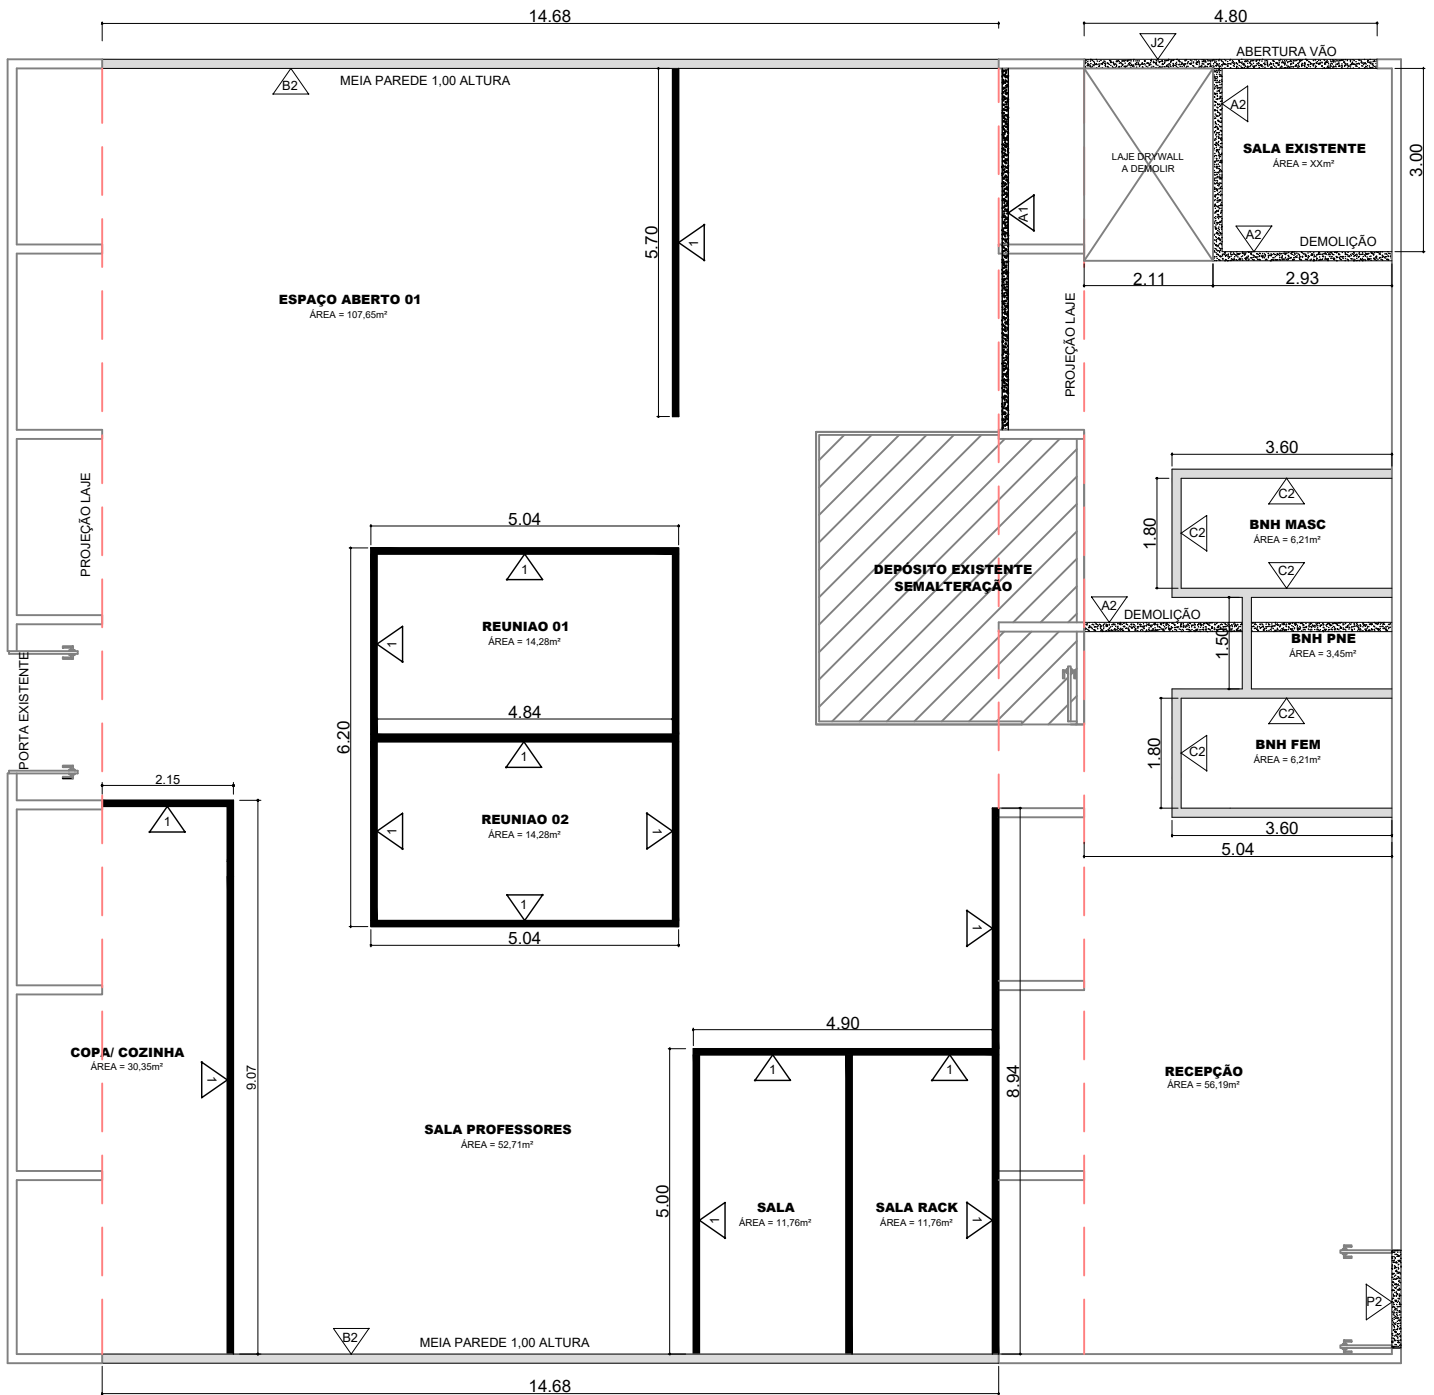 14.68
4.80
J2
ABERTURA VÃO
B2
MEIA PAREDE 1,00 ALTURA
A2
SALA EXISTENTE
ÁREA = XXm²
LAJE DRYWALL
A DEMOLIR
3.00
A1
5.70
1
A2
DEMOLIÇÃO
2.11
2.93
ESPAÇO ABERTO 01
ÁREA = 107,65m²
PROJEÇÃO LAJE
3.60
PROJEÇÃO LAJE
C2
1.80
C2
BNH MASC
ÁREA = 6,21m²
C2
5.04
1
DEPÓSITO EXISTENTE
SEMALTERAÇÃO
A2
DEMOLIÇÃO
REUNIAO 01
ÁREA = 14,28m²
1
1.50
BNH PNE
ÁREA = 3,45m²
PORTA EXISTENTE
6.20
4.84
1
C2
1.80
C2
BNH FEM
ÁREA = 6,21m²
2.15
1
REUNIAO 02
ÁREA = 14,28m²
1
1
3.60
5.04
1
5.04
1
4.90
COPA/ COZINHA
ÁREA = 30,35m²
1
9.07
1
1
8.94
RECEPÇÃO
ÁREA = 56,19m²
SALA PROFESSORES
ÁREA = 52,71m²
5.00
1
SALA
ÁREA = 11,76m²
SALA RACK
ÁREA = 11,76m²
1
P2
B2
MEIA PAREDE 1,00 ALTURA
14.68